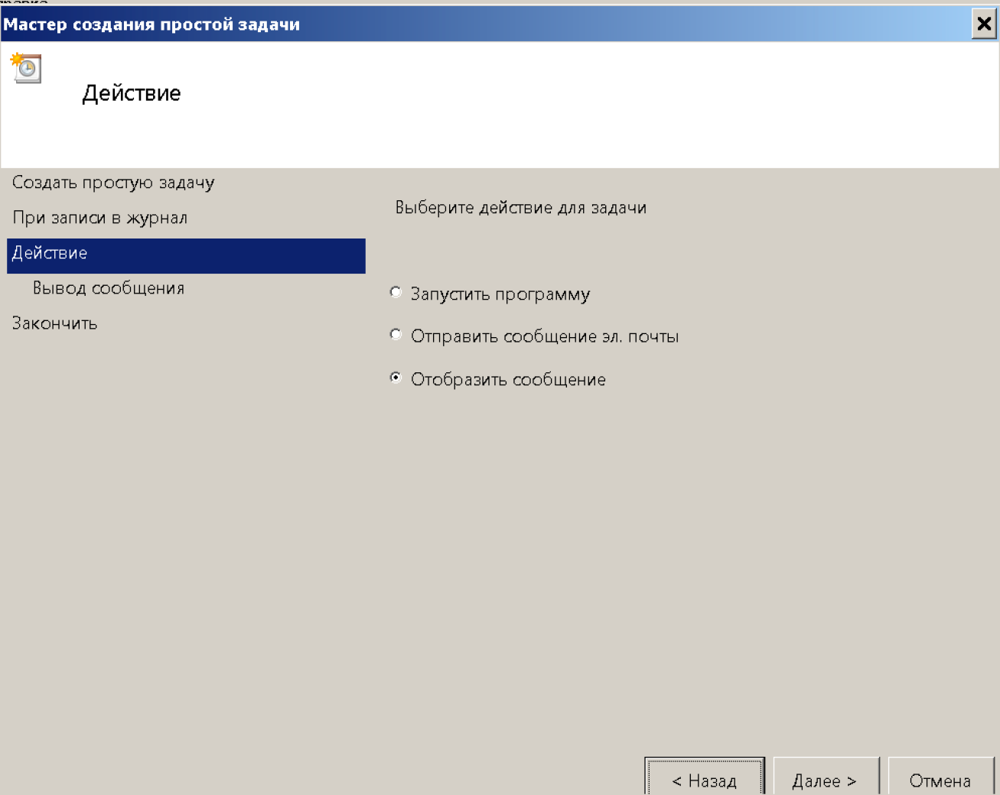 Мастер создания простой задачи
Действие
Создать простую задачу
При записи в журнал
Действие
Вывод сообщения
Закончить
Выберите действие для задачи
Запустить программу
Отправить сообщение эл. почты
Отобразить сообщение
< Назад
Далее >
Отмена